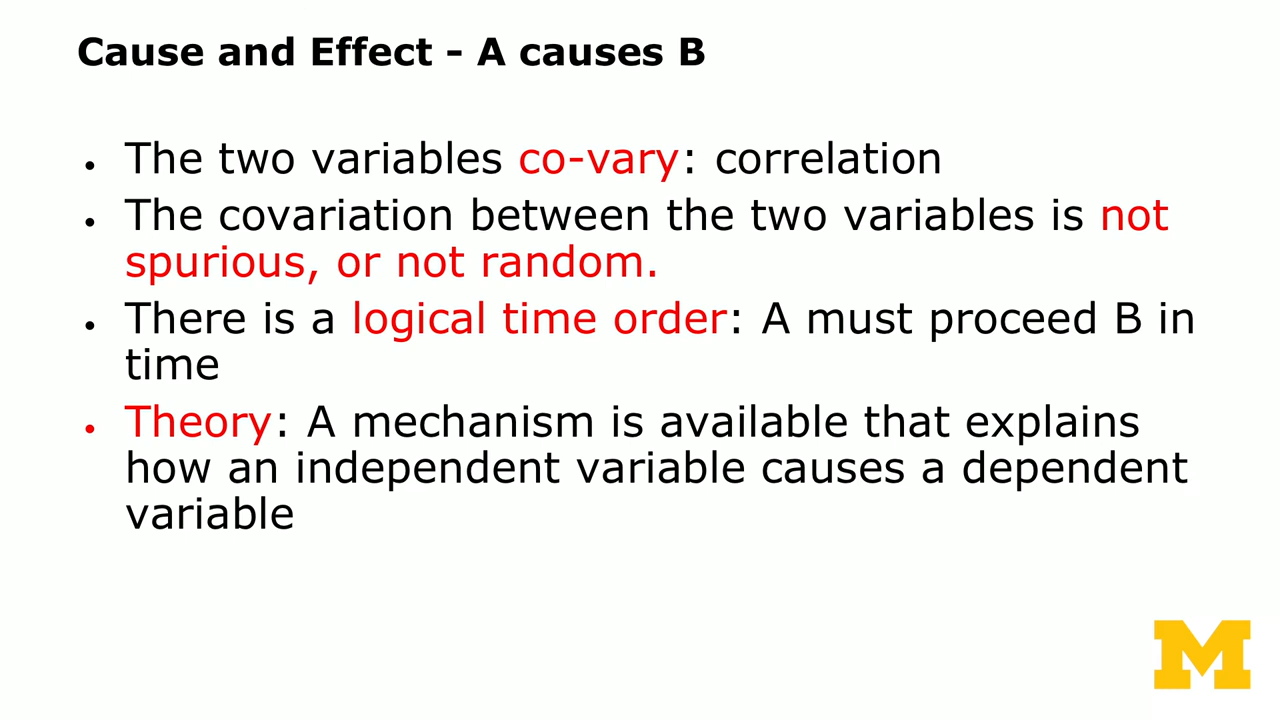 Cause and Effect - A causes B
• The two variables co-vary: correlation
• The covariation between the two variables is not
spurious, or not random.
• There is a logical time order: A must proceed B in
time
• Theory: A mechanism is available that explains
how an independent variable causes a dependent
variable
M